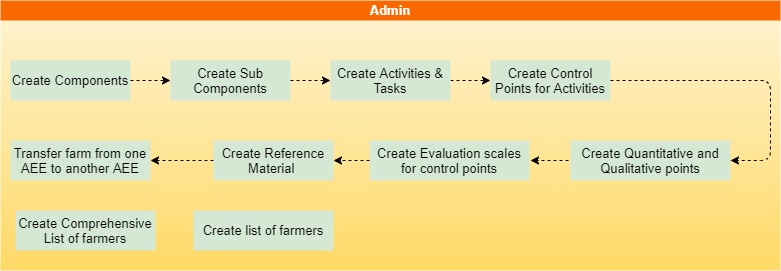 Admin
Create Components
Create Sub
Components
Create Activities &
Tasks
Create Control
Points for Activities
Transfer farm from one
AEE to another AEE
Create Reference
Material
Create Evaluation scales
for control points
Create Quantitative and
Qualitative points
Create Comprehensive
List of farmers
Create list of farmers